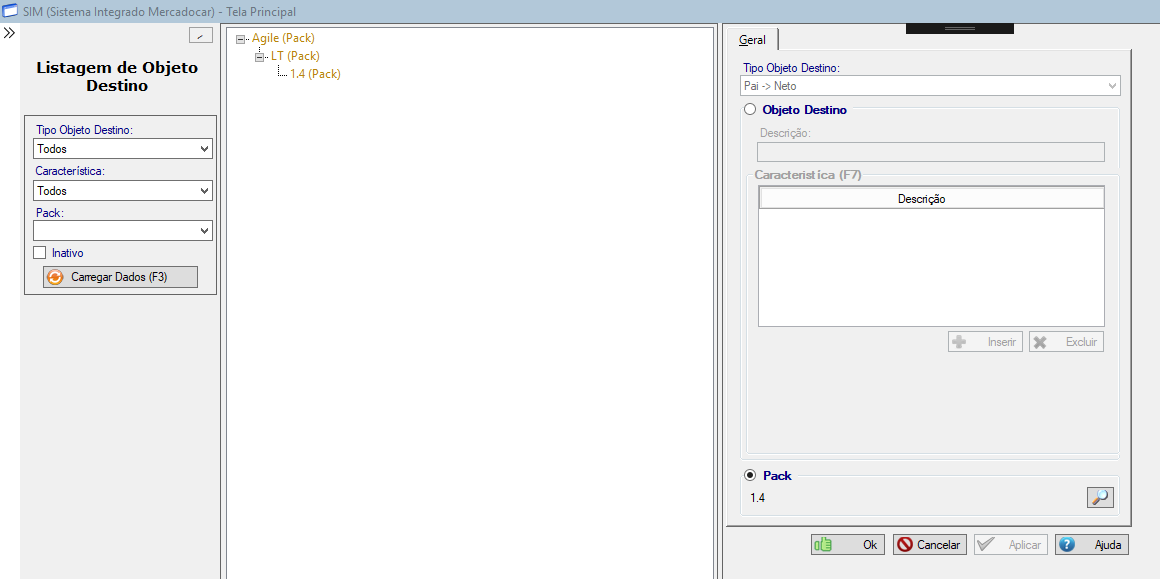 SIM (Sistema Integrado Mercadocar) - Tela Principal
Listagem de Objeto
Destino
Tipo Objeto Destino:
Todos
Característica:
Todos
Pack:
Inativo
Carregar Dados (F3)
Agile (Pack)
LT (Pack)
1.4 (Pack)
Geral
Tipo Objeto Destino:
Pai -> Neto
Objeto Destino
Descrição:
Caracteristica (F7)
Descrição
Inserir
Excluir
Pack
1.4
Ok
Cancelar
Aplicar
Ajuda